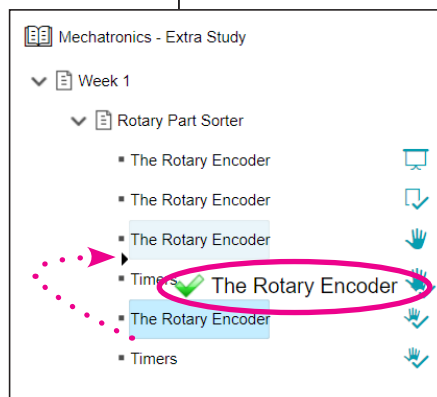 Mechatronics - Extra Study
Week 1
Rotary Part Sorter
The Rotary Encoder
The Rotary Encoder
The Rotary Encoder
Timers
The Rotary Encoder
The Rotary Encoder
Timers